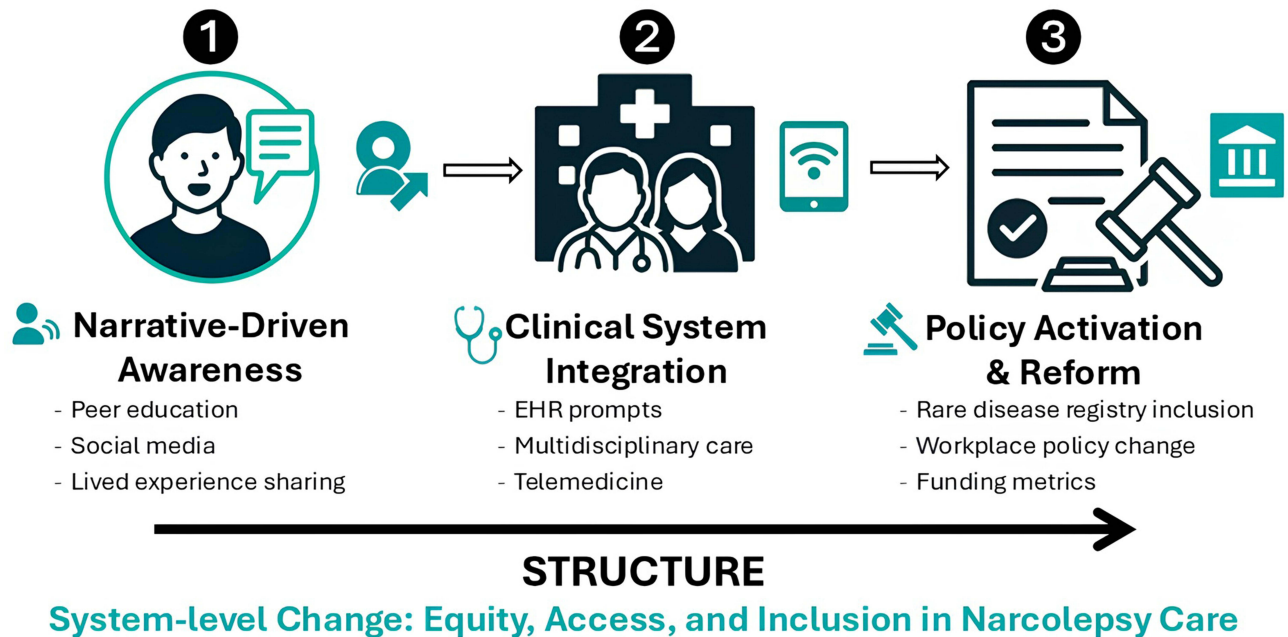 1
2
3
Narrative-Driven
Awareness
- Peer education
- Social media
- Lived experience sharing
Clinical System
Integration
- EHR prompts
- Multidisciplinary care
- Telemedicine
Policy Activation
& Reform
- Rare disease registry inclusion
- Workplace policy change
- Funding metrics
STRUCTURE
System-level Change: Equity, Access, and Inclusion in Narcolepsy Care